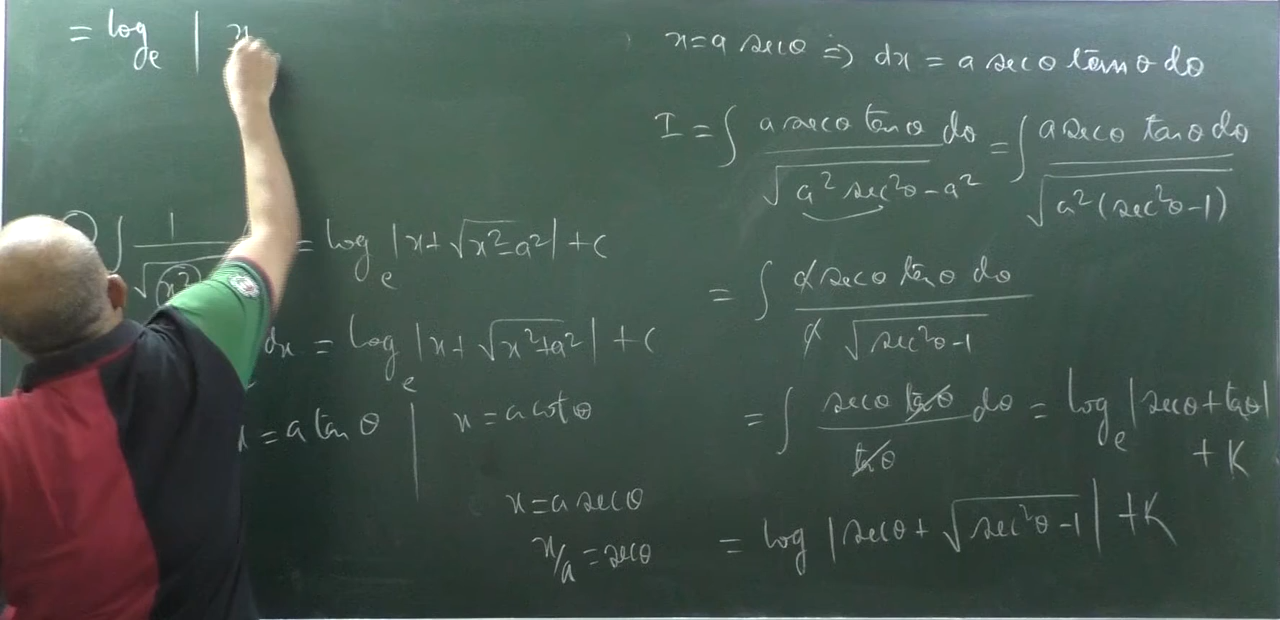 = log_e | x
∫ 1 / √(x² = log_e |x+√(x²-a²)| + c
dx = log_e |x+√(x²+a²)| + c
x = a tan θ | x = a cot θ
x = a sec θ
x/a = sec θ
x = a sec θ ⇒ dx = a sec θ tan θ dθ
I = ∫ a sec θ tan θ dθ / √(a² sec²θ - a²) = ∫ a sec θ tan θ dθ / √(a² (sec²θ - 1))
= ∫ a sec θ tan θ dθ / a √(sec²θ - 1)
= ∫ sec θ tan θ dθ / tan θ = log_e |sec θ + tan θ|
+ K
= log |sec θ + √(sec²θ - 1)| + K